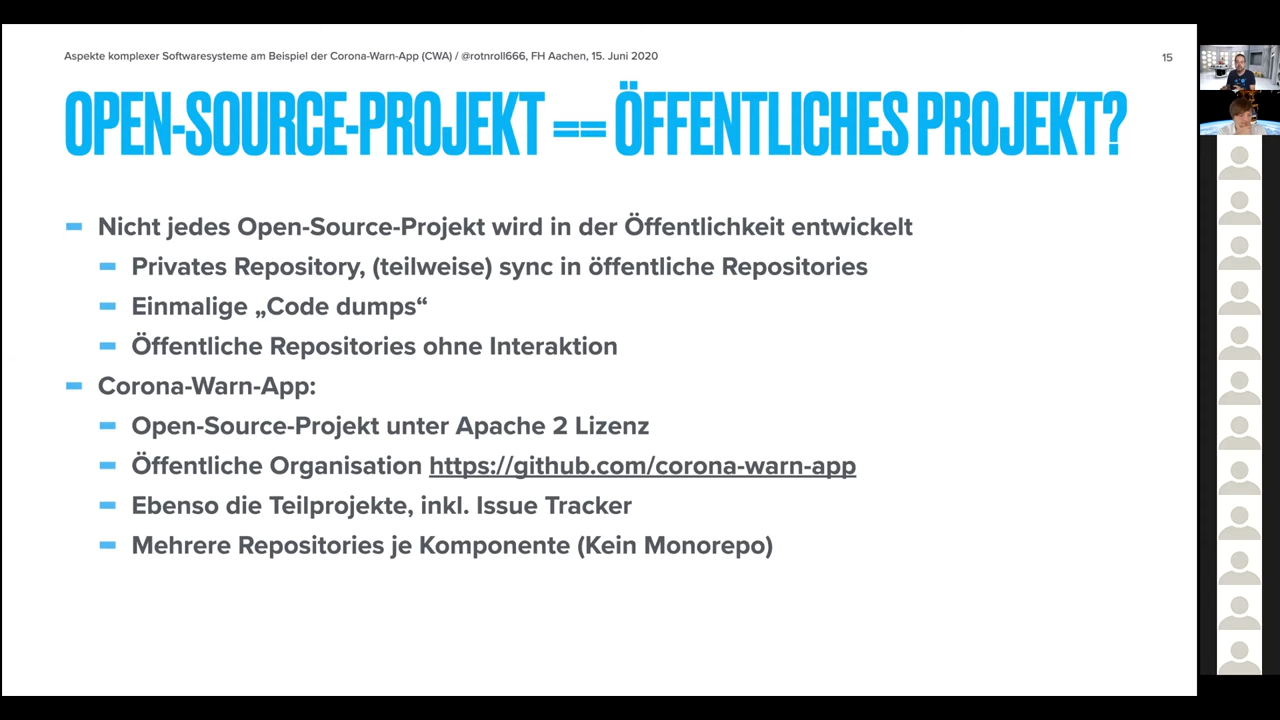 Aspekte komplexer Softwaresysteme am Beispiel der Corona-Warn-App (CWA) / @rotnroll666, FH Aachen, 15. Juni 2020
15
OPEN-SOURCE-PROJEKT == ÖFFENTLICHES PROJEKT?
Nicht jedes Open-Source-Projekt wird in der Öffentlichkeit entwickelt
Privates Repository, (teilweise) sync in öffentliche Repositories
Einmalige „Code dumps“
Öffentliche Repositories ohne Interaktion
Corona-Warn-App:
Open-Source-Projekt unter Apache 2 Lizenz
Öffentliche Organisation https://github.com/corona-warn-app
Ebenso die Teilprojekte, inkl. Issue Tracker
Mehrere Repositories je Komponente (Kein Monorepo)